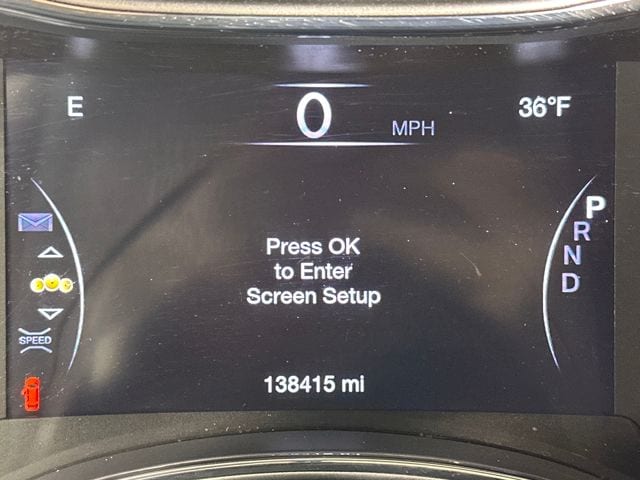 E 0 MPH 36°F
P
R
N
D
Press OK
to Enter
Screen Setup
SPEED
138415 mi